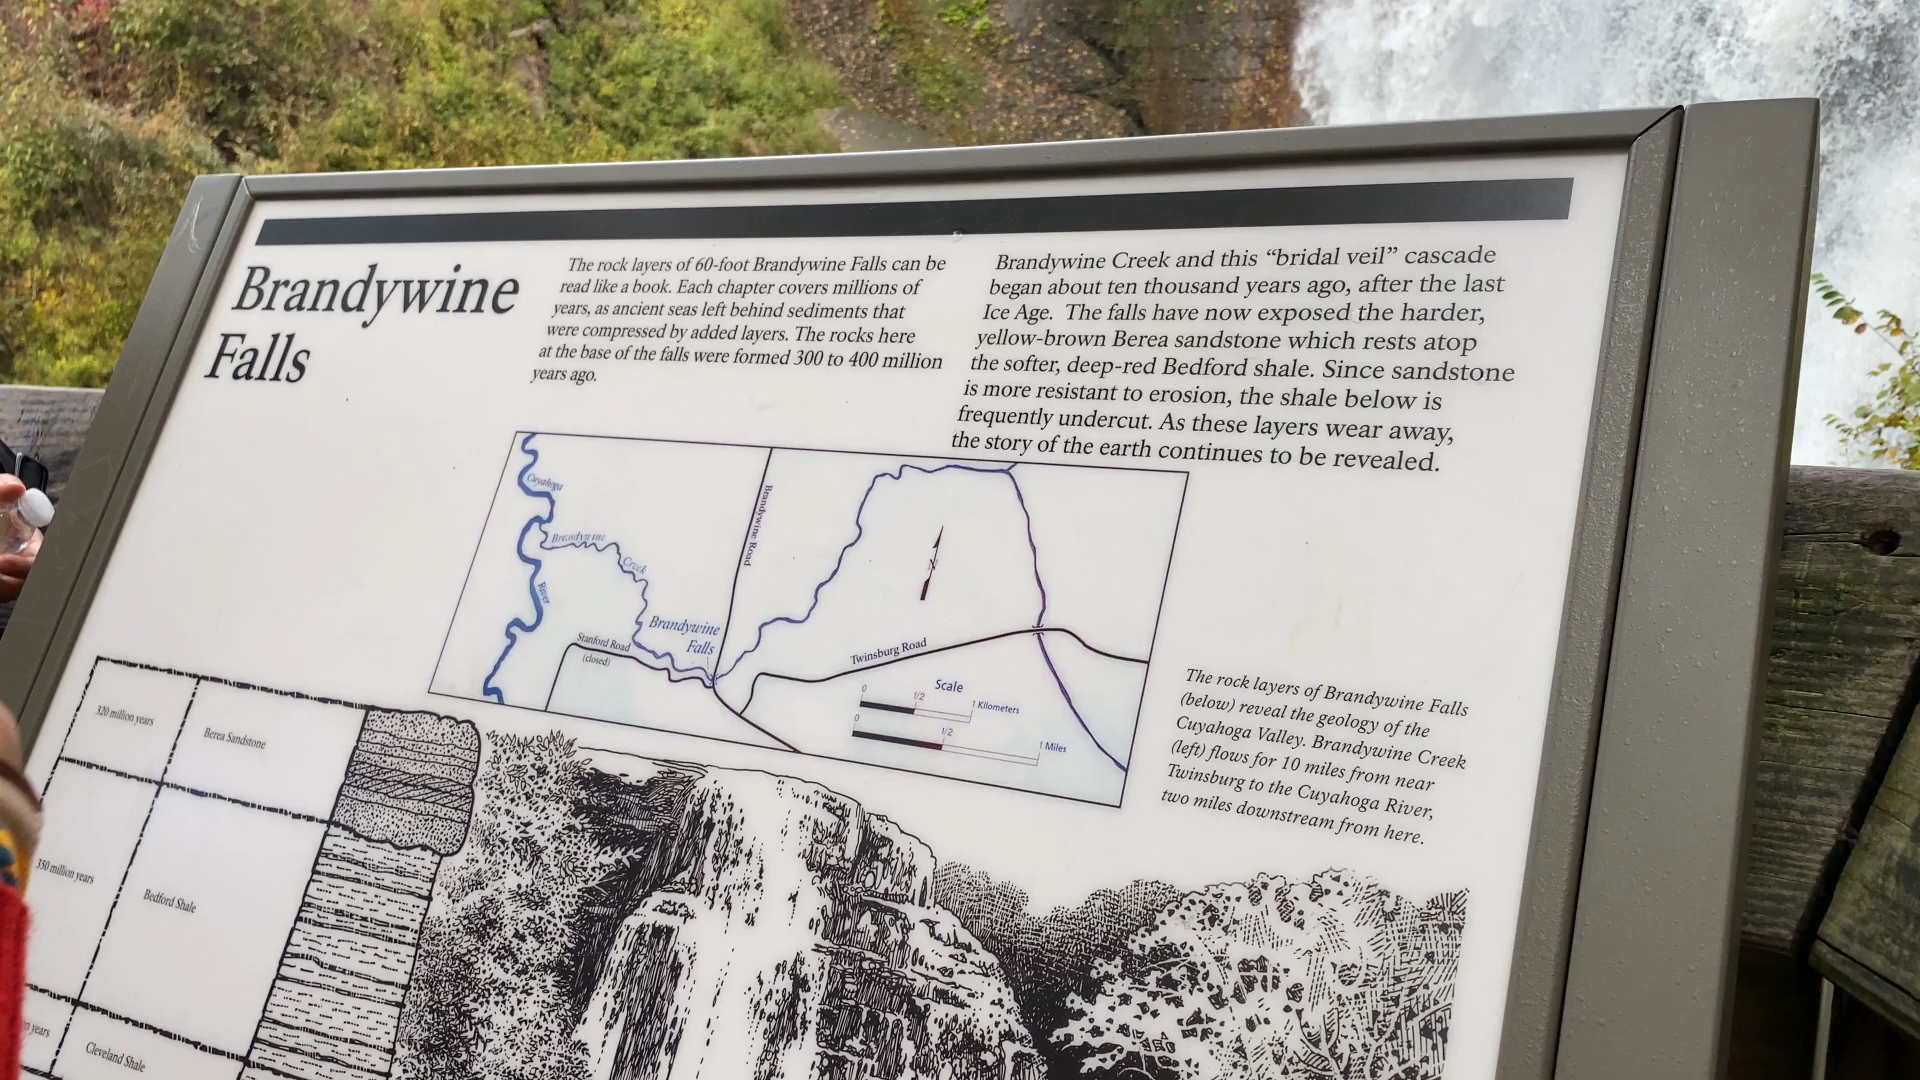 Brandywine
Falls
The rock layers of 60-foot Brandywine Falls can be
read like a book. Each chapter covers millions of
years, as ancient seas left behind sediments that
were compressed by added layers. The rocks here
at the base of the falls were formed 300 to 400 million
years ago.
Brandywine Creek and this “bridal veil” cascade
began about ten thousand years ago, after the last
Ice Age. The falls have now exposed the harder,
yellow-brown Berea sandstone which rests atop
the softer, deep-red Bedford shale. Since sandstone
is more resistant to erosion, the shale below is
frequently undercut. As these layers wear away,
the story of the earth continues to be revealed.
Cuyahoga
River
Brandywine
Creek
Brandywine Road
N
Brandywine
Falls
Stanford Road
(closed)
Twinsburg Road
Scale
0 1/2 1 Kilometers
0 1/2 1 Miles
The rock layers of Brandywine Falls
(below) reveal the geology of the
Cuyahoga Valley. Brandywine Creek
(left) flows for 10 miles from near
Twinsburg to the Cuyahoga River,
two miles downstream from here.
320 million years
Berea Sandstone
350 million years
Bedford Shale
years
Cleveland Shale